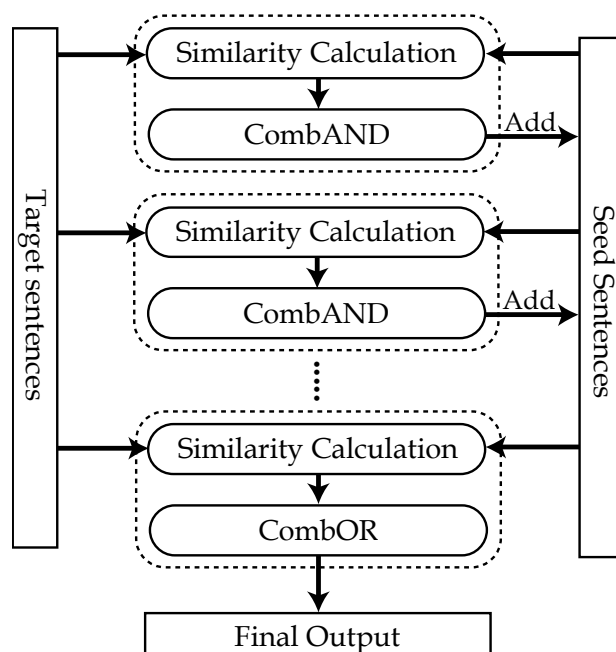 Similarity Calculation
CombAND
Add
Target sentences
Seed Sentences
Similarity Calculation
CombAND
Add
Similarity Calculation
CombOR
Final Output